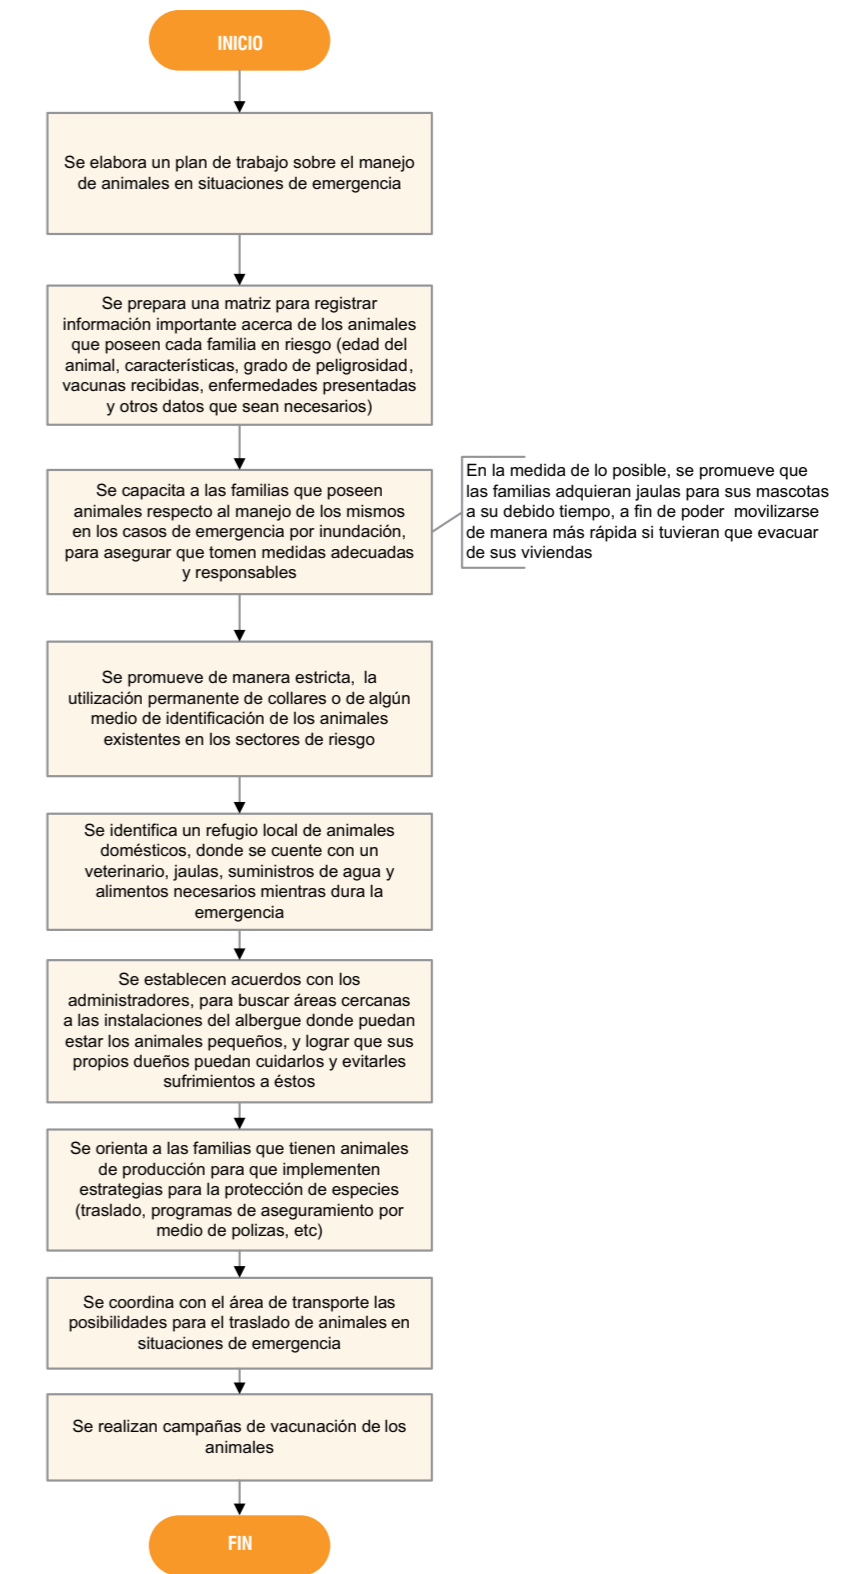 INICIO
Se elabora un plan de trabajo sobre el manejo
de animales en situaciones de emergencia
Se prepara una matriz para registrar
información importante acerca de los animales
que poseen cada familia en riesgo (edad del
animal, características, grado de peligrosidad,
vacunas recibidas, enfermedades presentadas
y otros datos que sean necesarios)
Se capacita a las familias que poseen
animales respecto al manejo de los mismos
en los casos de emergencia por inundación,
para asegurar que tomen medidas adecuadas
y responsables
En la medida de lo posible, se promueve que
las familias adquieran jaulas para sus mascotas
a su debido tiempo, a fin de poder movilizarse
de manera más rápida si tuvieran que evacuar
de sus viviendas
Se promueve de manera estricta, la
utilización permanente de collares o de algún
medio de identificación de los animales
existentes en los sectores de riesgo
Se identifica un refugio local de animales
domésticos, donde se cuente con un
veterinario, jaulas, suministros de agua y
alimentos necesarios mientras dura la
emergencia
Se establecen acuerdos con los
administradores, para buscar áreas cercanas
a las instalaciones del albergue donde puedan
estar los animales pequeños, y lograr que sus
propios dueños puedan cuidarlos y evitarles
sufrimientos a éstos
Se orienta a las familias que tienen animales
de producción para que implementen
estrategias para la protección de especies
(traslado, programas de aseguramiento por
medio de polizas, etc)
Se coordina con el área de transporte las
posibilidades para el traslado de animales en
situaciones de emergencia
Se realizan campañas de vacunación de los
animales
FIN